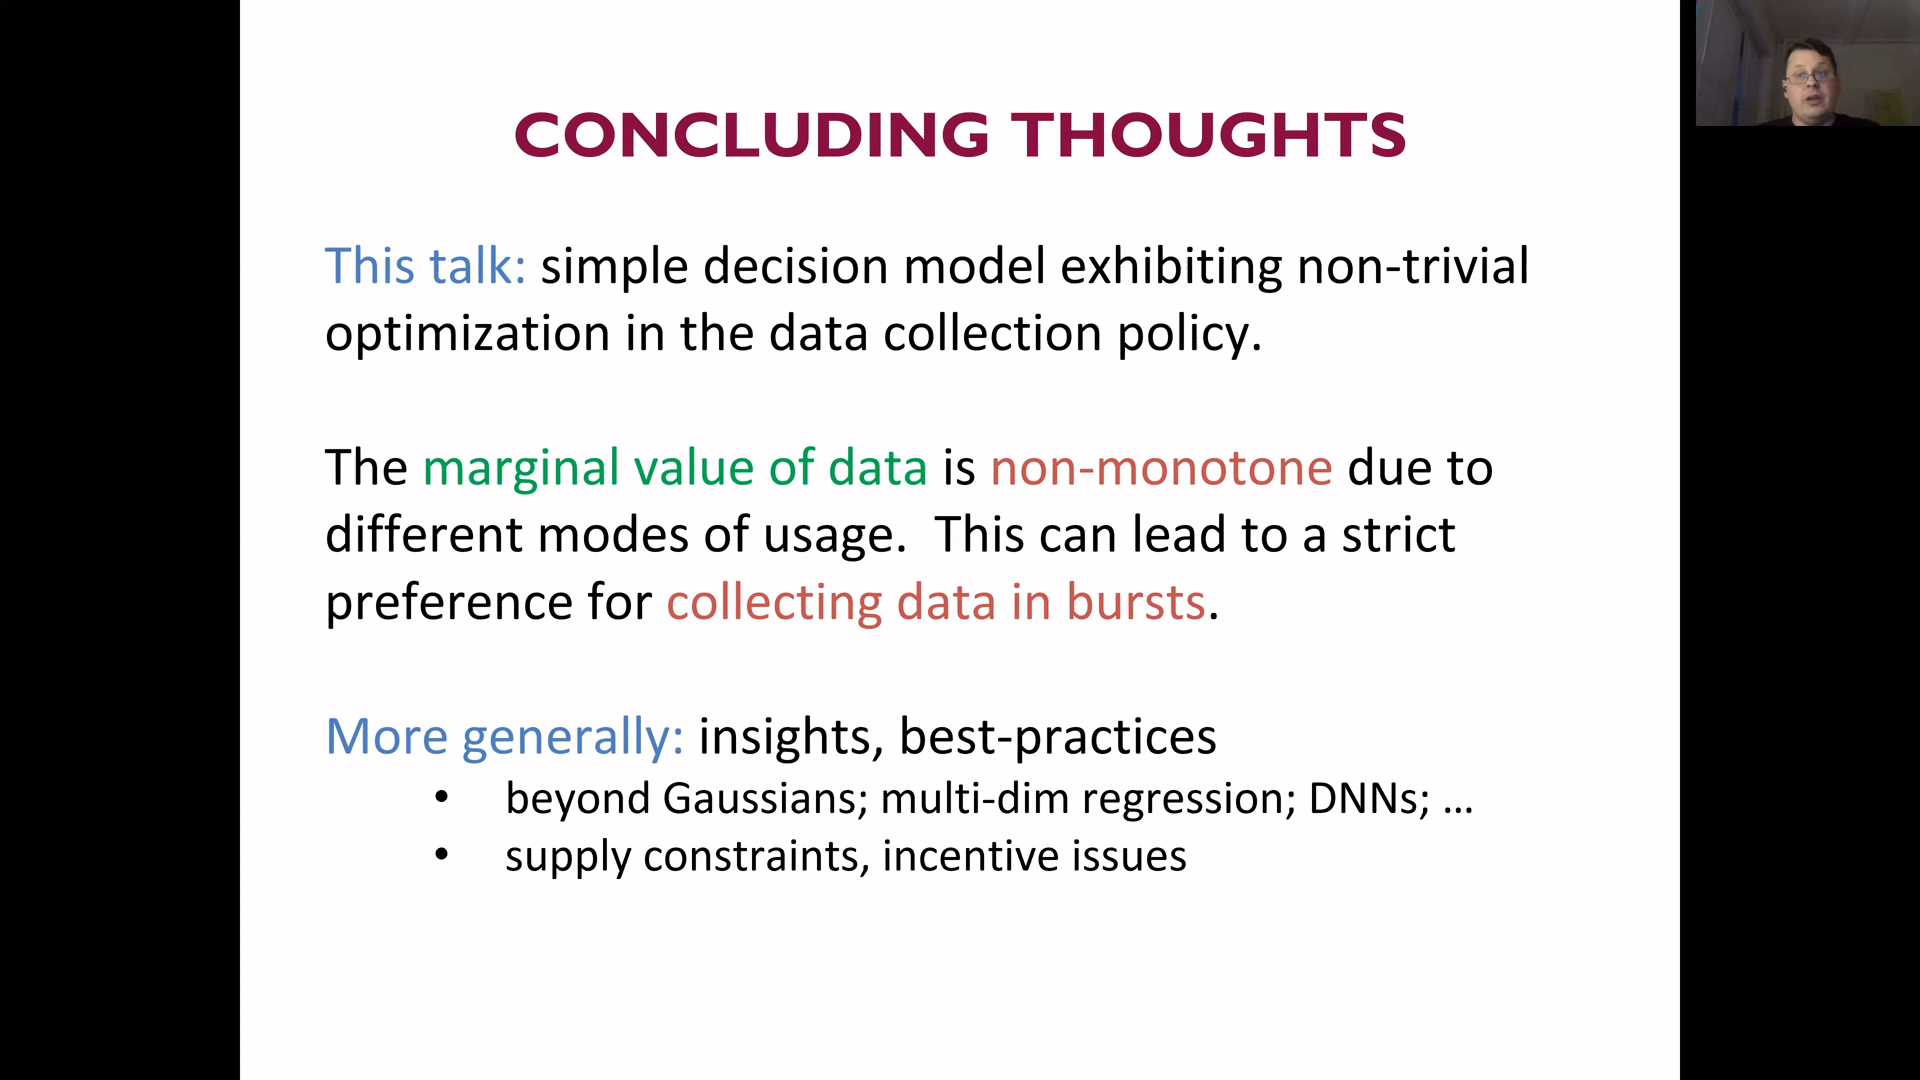 CONCLUDING THOUGHTS
This talk: simple decision model exhibiting non-trivial
optimization in the data collection policy.
The marginal value of data is non-monotone due to
different modes of usage. This can lead to a strict
preference for collecting data in bursts.
More generally: insights, best-practices
• beyond Gaussians; multi-dim regression; DNNs; ...
• supply constraints, incentive issues